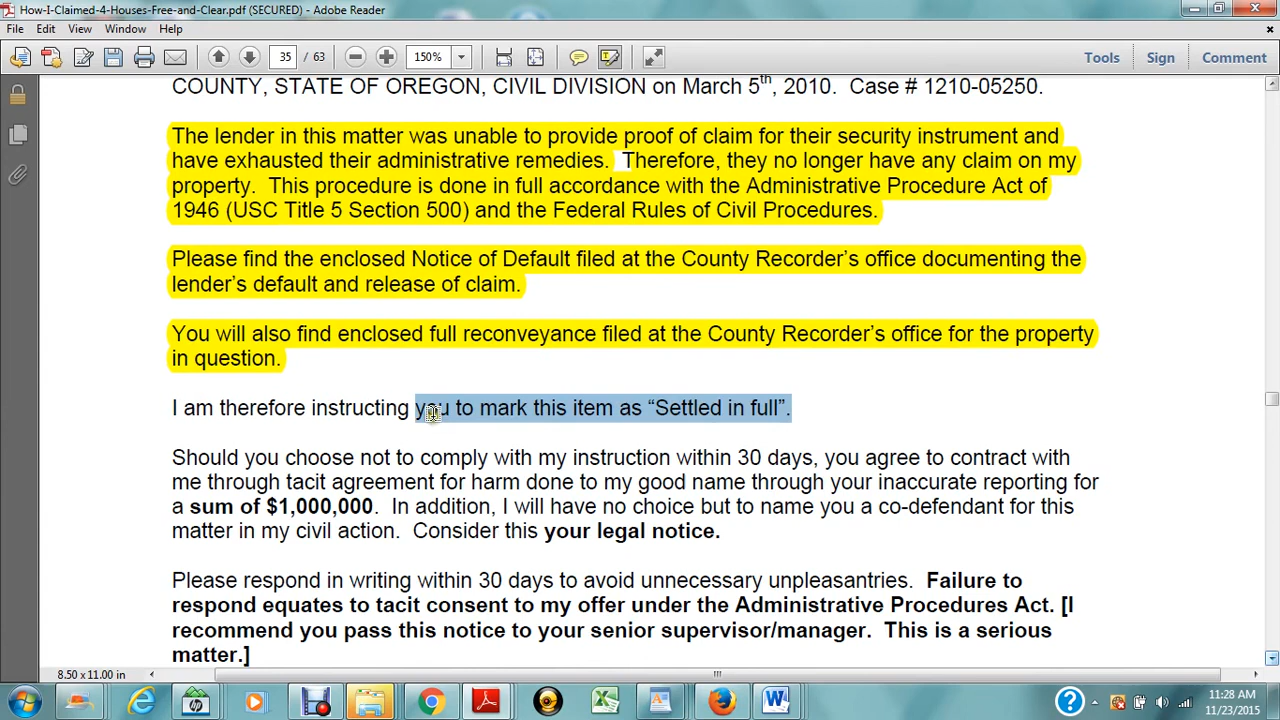 How-I-Claimed-4-Houses-Free-and-Clear.pdf (SECURED) - Adobe Reader
File Edit View Window Help
35 / 63 150% Tools Sign Comment
COUNTY, STATE OF OREGON, CIVIL DIVISION on March 5th, 2010. Case # 1210-05250.
The lender in this matter was unable to provide proof of claim for their security instrument and
have exhausted their administrative remedies. Therefore, they no longer have any claim on my
property. This procedure is done in full accordance with the Administrative Procedure Act of
1946 (USC Title 5 Section 500) and the Federal Rules of Civil Procedures.
Please find the enclosed Notice of Default filed at the County Recorder's office documenting the
lender's default and release of claim.
You will also find enclosed full reconveyance filed at the County Recorder's office for the property
in question.
I am therefore instructing you to mark this item as “Settled in full”.
Should you choose not to comply with my instruction within 30 days, you agree to contract with
me through tacit agreement for harm done to my good name through your inaccurate reporting for
a sum of $1,000,000. In addition, I will have no choice but to name you a co-defendant for this
matter in my civil action. Consider this your legal notice.
Please respond in writing within 30 days to avoid unnecessary unpleasantries. Failure to
respond equates to tacit consent to my offer under the Administrative Procedures Act. [I
recommend you pass this notice to your senior supervisor/manager. This is a serious
matter.]
8.50 x 11.00 in
11:28 AM
11/23/2015